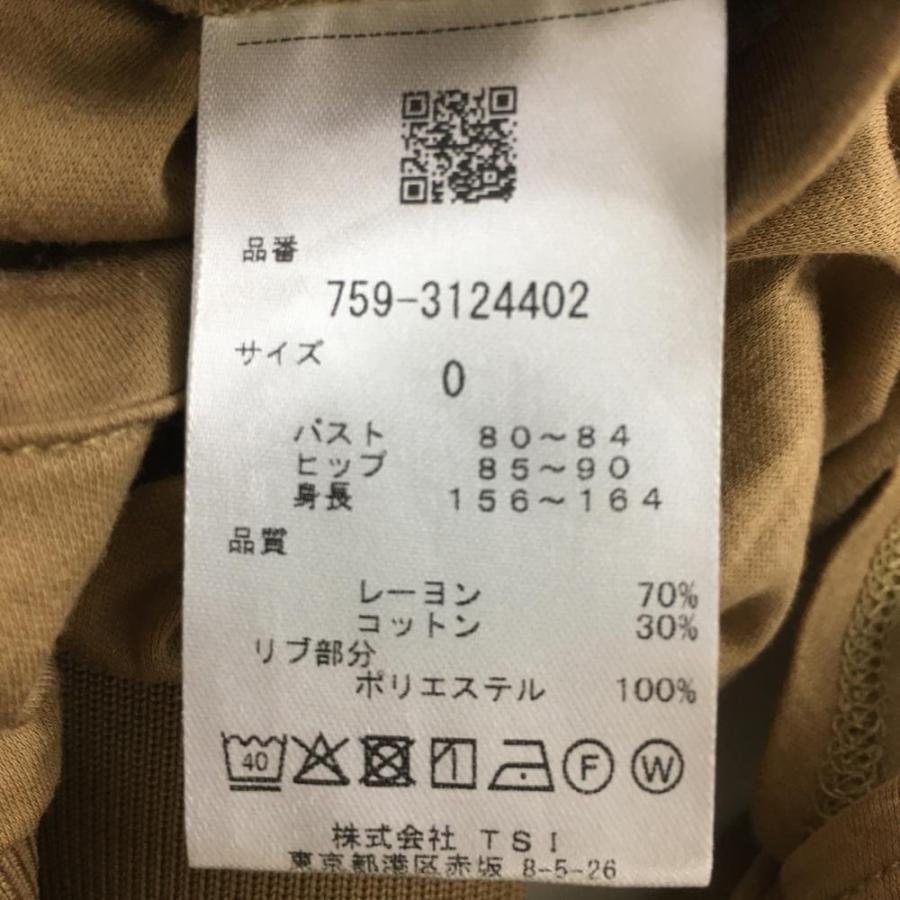 品番
759-3124402
サイズ
0
バスト 80～84
ヒップ 85～90
身長 156～164
品質
レーヨン 70%
コットン 30%
リブ部分
ポリエステル 100%
40 F W
株式会社 TSI
東京都港区赤坂 8-5-26